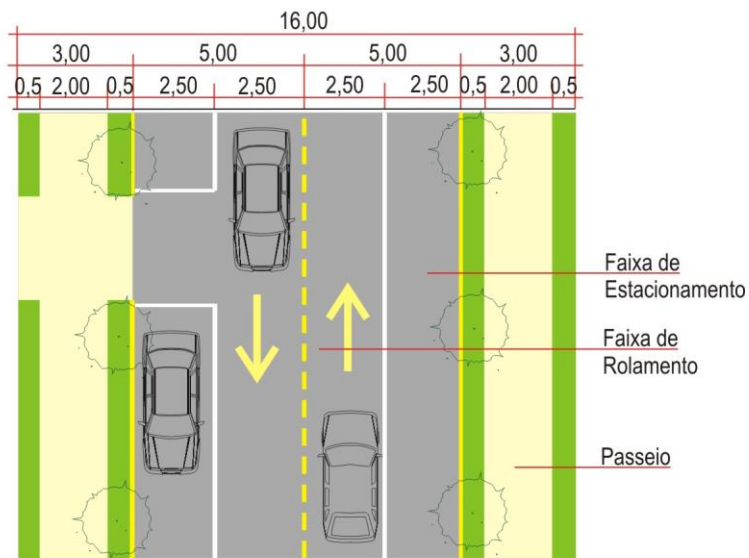 16,00
3,00 5,00 5,00 3,00
0,5 2,00 0,5 2,50 2,50 2,50 2,50 0,5 2,00 0,5
Faixa de
Estacionamento
Faixa de
Rolamento
Passeio